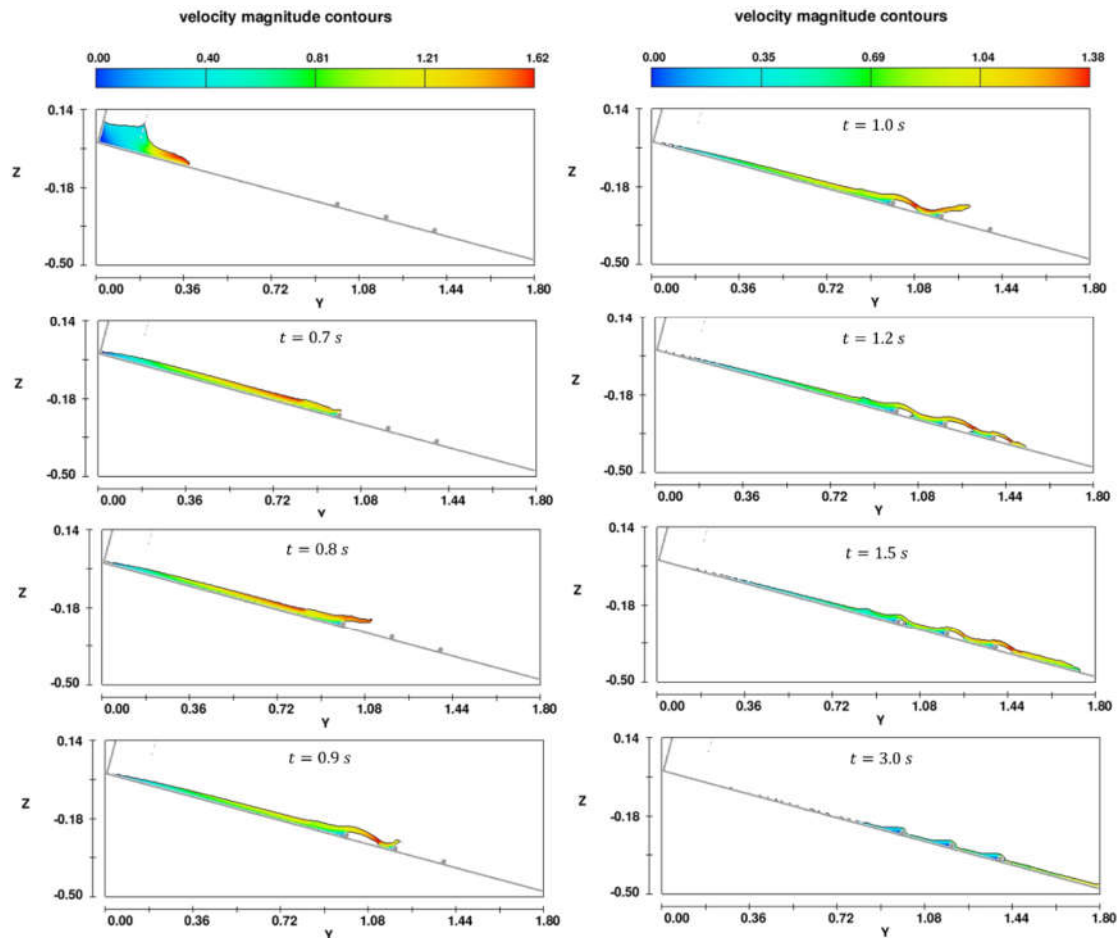 velocity magnitude contours
0.00 0.40 0.81 1.21 1.62
0.14
Z
-0.18
-0.50
0.00 0.36 0.72 1.08 1.44 1.80
Y
0.14
t = 0.7 s
Z
-0.18
-0.50
0.00 0.36 0.72 1.08 1.44 1.80
Y
0.14
t = 0.8 s
Z
-0.18
-0.50
0.00 0.36 0.72 1.08 1.44 1.80
Y
0.14
t = 0.9 s
Z
-0.18
-0.50
0.00 0.36 0.72 1.08 1.44 1.80
Y
velocity magnitude contours
0.00 0.35 0.69 1.04 1.38
0.14
t = 1.0 s
Z
-0.18
-0.50
0.00 0.36 0.72 1.08 1.44 1.80
Y
0.14
t = 1.2 s
Z
-0.18
-0.50
0.00 0.36 0.72 1.08 1.44 1.80
Y
0.14
t = 1.5 s
Z
-0.18
-0.50
0.00 0.36 0.72 1.08 1.44 1.80
Y
0.14
t = 3.0 s
Z
-0.18
-0.50
0.00 0.36 0.72 1.08 1.44 1.80
Y